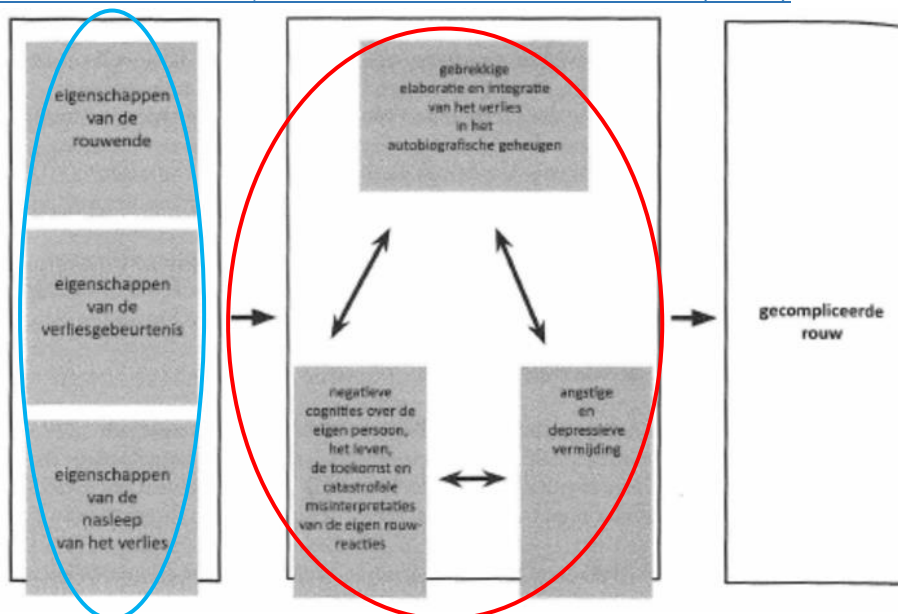 eigenschappen
van de
rouwende
eigenschappen
van de
verliesgebeurtenis
eigenschappen
van de
nasleep
van het verlies
gebrekkige
elaboratie en integratie
van het verlies
in het
autobiografische geheugen
negatieve
cognities over de
eigen persoon,
het leven,
de toekomst en
catastrofale
misinterpretaties
van de eigen rouw-
reacties
angstige
en
depressieve
vermijding
gecompliceerde
rouw